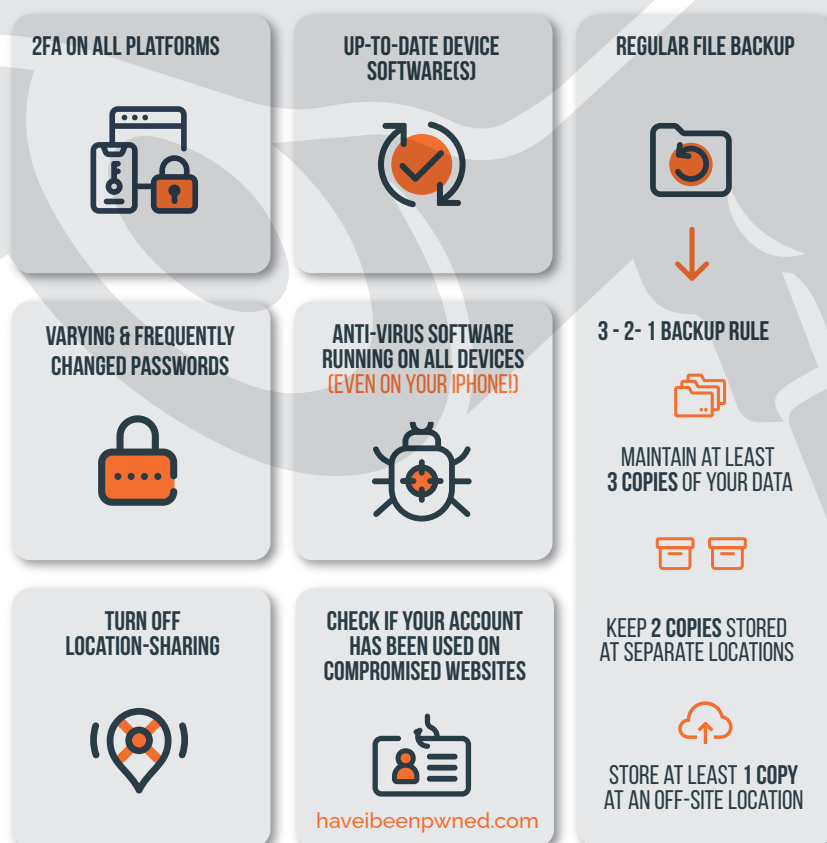 2FA ON ALL PLATFORMS
UP-TO-DATE DEVICE
SOFTWARE(S)
VARYING & FREQUENTLY
CHANGED PASSWORDS
ANTI-VIRUS SOFTWARE
RUNNING ON ALL DEVICES
(EVEN ON YOUR IPHONE!)
TURN OFF
LOCATION-SHARING
CHECK IF YOUR ACCOUNT
HAS BEEN USED ON
COMPROMISED WEBSITES
haveibeenpwned.com
REGULAR FILE BACKUP
3 - 2- 1 BACKUP RULE
MAINTAIN AT LEAST
3 COPIES OF YOUR DATA
KEEP 2 COPIES STORED
AT SEPARATE LOCATIONS
STORE AT LEAST 1 COPY
AT AN OFF-SITE LOCATION